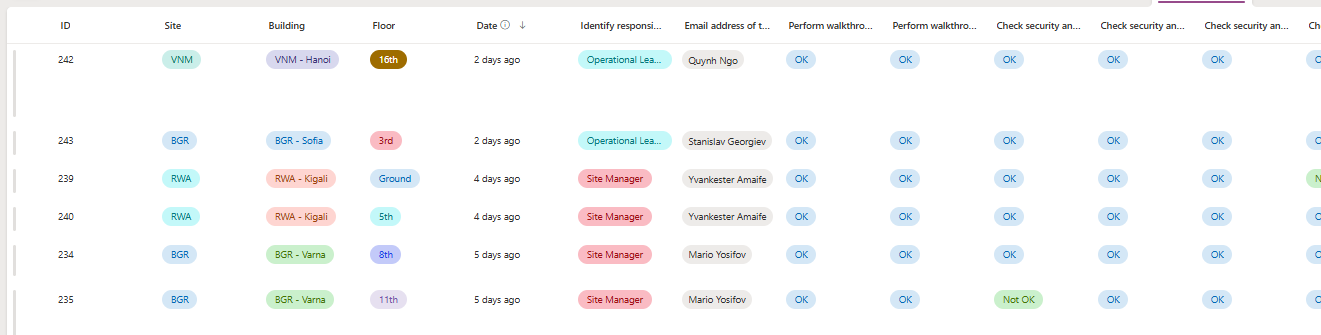 ID Site Building Floor Date Identify responsi... Email address of t... Perform walkthro... Perform walkthro... Check security an... Check security an... Check security an... Che
242 VNM VNM - Hanoi 16th 2 days ago Operational Lea... Quynh Ngo OK OK OK OK OK
243 BGR BGR - Sofia 3rd 2 days ago Operational Lea... Stanislav Georgiev OK OK OK OK OK
239 RWA RWA - Kigali Ground 4 days ago Site Manager Yvankester Amaife OK OK OK OK OK
240 RWA RWA - Kigali 5th 4 days ago Site Manager Yvankester Amaife OK OK OK OK OK
234 BGR BGR - Varna 8th 5 days ago Site Manager Mario Yosifov OK OK OK OK OK
235 BGR BGR - Varna 11th 5 days ago Site Manager Mario Yosifov OK OK Not OK OK OK